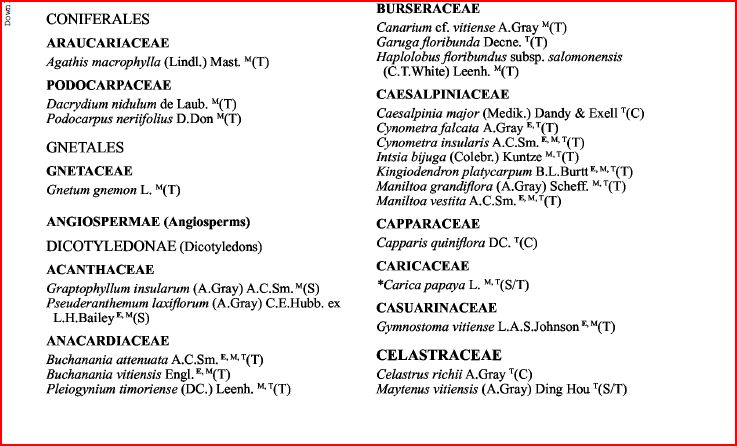 Down
CONIFERALES
ARAUCARIACEAE
Agathis macrophylla (Lindl.) Mast. M(T)
PODOCARPACEAE
Dacrydium nidulum de Laub. M(T)
Podocarpus neriifolius D.Don M(T)
GNETALES
GNETACEAE
Gnetum gnemon L. M(T)
ANGIOSPERMAE (Angiosperms)
DICOTYLEDONAE (Dicotyledons)
ACANTHACEAE
Graptophyllum insularum (A.Gray) A.C.Sm. M(S)
Pseuderanthemum laxiflorum (A.Gray) C.E.Hubb. ex
L.H.Bailey E, M(S)
ANACARDIACEAE
Buchanania attenuata A.C.Sm. E, M, T(T)
Buchanania vitiensis Engl. E, M(T)
Pleiogynium timoriense (DC.) Leenh. M, T(T)
BURSERACEAE
Canarium cf. vitiense A.Gray M(T)
Garuga floribunda Decne. T(T)
Haplolobus floribundus subsp. salomonensis
(C.T.White) Leenh. M(T)
CAESALPINIACEAE
Caesalpinia major (Medik.) Dandy & Exell T(C)
Cynometra falcata A.Gray E, T(T)
Cynometra insularis A.C.Sm. E, M, T(T)
Intsia bijuga (Colebr.) Kuntze M, T(T)
Kingiodendron platycarpum B.L.Burtt E, M, T(T)
Maniltoa grandiflora (A.Gray) Scheff. M, T(T)
Maniltoa vestita A.C.Sm. E, M, T(T)
CAPPARACEAE
Capparis quiniflora DC. T(C)
CARICACEAE
*Carica papaya L. M, T(S/T)
CASUARINACEAE
Gymnostoma vitiense L.A.S.Johnson E, M(T)
CELASTRACEAE
Celastrus richii A.Gray T(C)
Maytenus vitiensis (A.Gray) Ding Hou T(S/T)